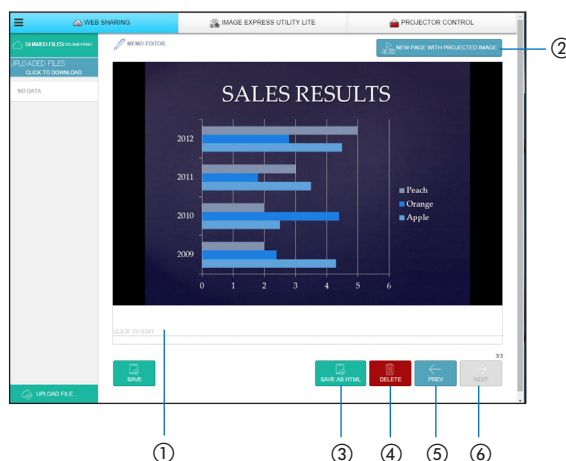 WEB SHARING
IMAGE EXPRESS UTILITY LITE
PROJECTOR CONTROL
SHARED FILES
MEMO EDITOR
NEW PAGE WITH PROJECTED IMAGE
②
UPLOADED FILES
CLICK TO DOWNLOAD
NO DATA
SALES RESULTS
2012
2011
2010
2009
Peach
Orange
Apple
0 1 2 3 4 5 6
CLICK TO EDIT
3/3
SAVE
SAVE AS HTML
DELETE
PREV
NEXT
UPLOAD FILE...
① ③ ④ ⑤ ⑥